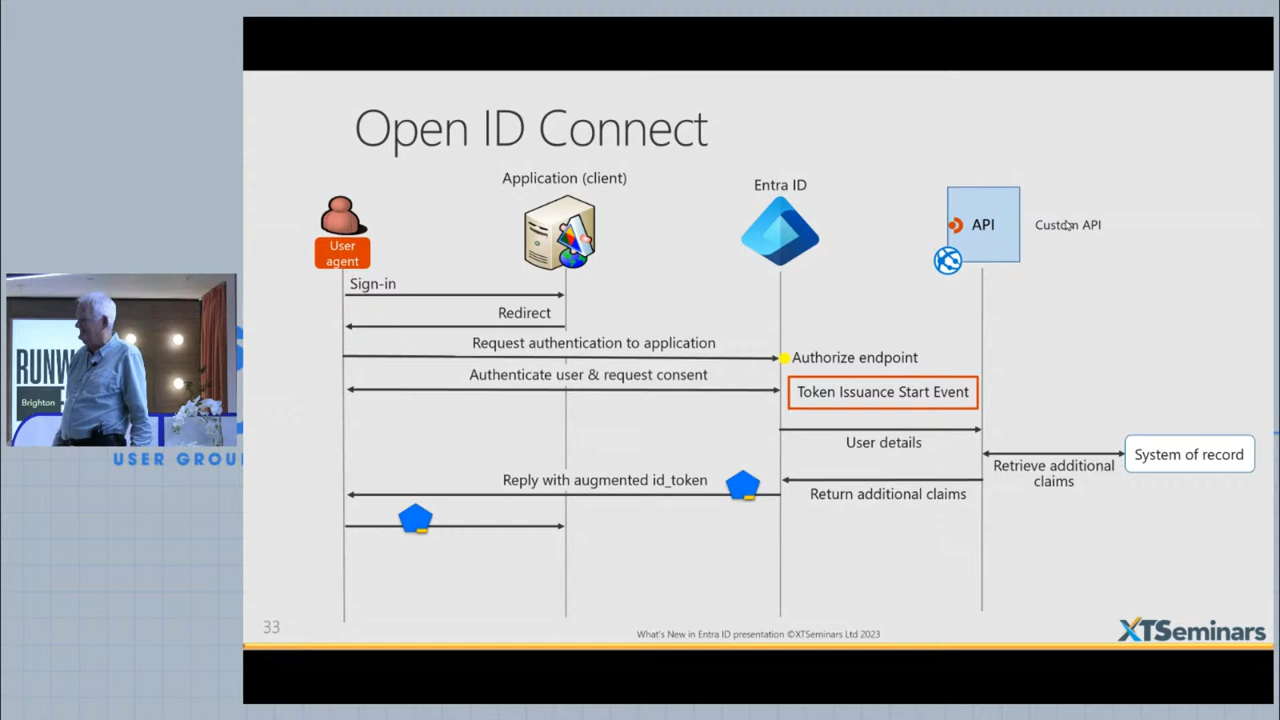 Open ID Connect
Application (client)
Entra ID
API
Custom API
User
agent
Sign-in
Redirect
Request authentication to application
Authorize endpoint
Authenticate user & request consent
Token Issuance Start Event
User details
System of record
Retrieve additional
claims
Reply with augmented id_token
Return additional claims
RUNW
Brighton
USER GROU
33
What's New in Entra ID presentation ©XTSeminars Ltd 2023
XTSeminars